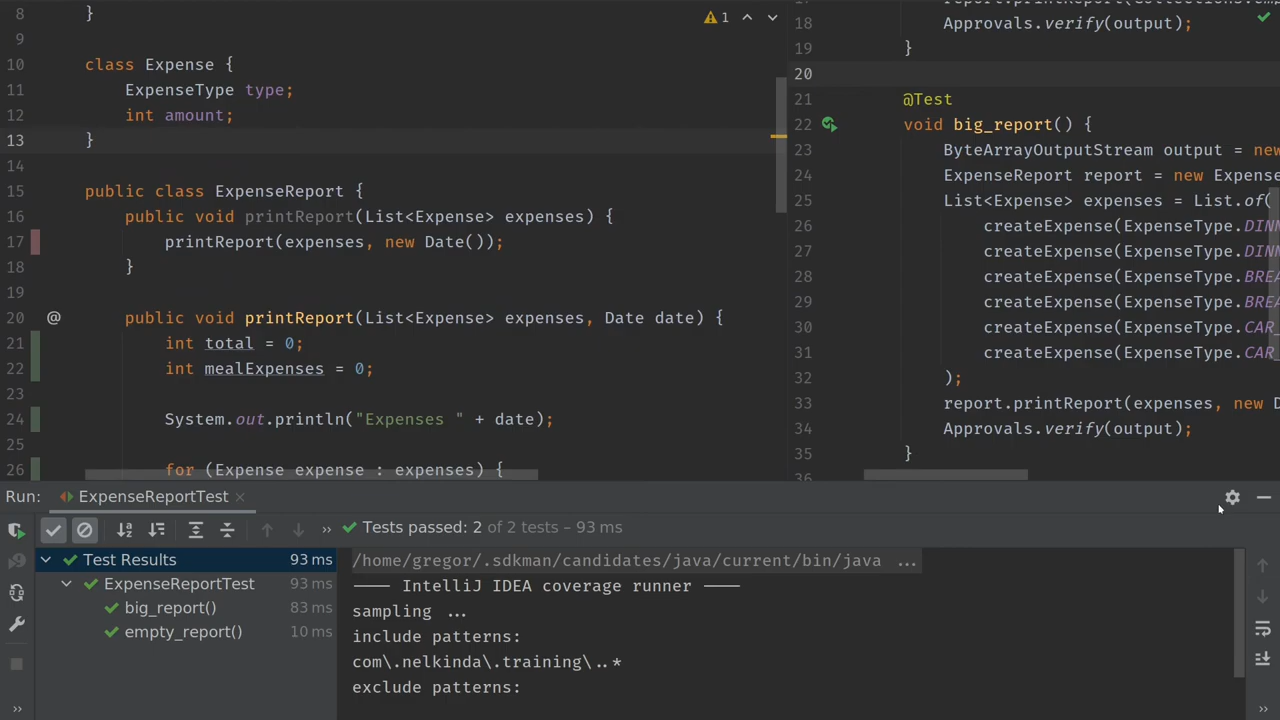 8 }
1
9
10 class Expense {
11 ExpenseType type;
12 int amount;
13 }
14
15 public class ExpenseReport {
16 public void printReport(List<Expense> expenses) {
17 printReport(expenses, new Date());
18 }
19
20 @ public void printReport(List<Expense> expenses, Date date) {
21 int total = 0;
22 int mealExpenses = 0;
23
24 System.out.println("Expenses " + date);
25
26 for (Expense expense : expenses) {
18 Approvals.verify(output);
19 }
20
21 @Test
22 void big_report() {
23 ByteArrayOutputStream output = new
24 ExpenseReport report = new Expense
25 List<Expense> expenses = List.of(
26 createExpense(ExpenseType.DINN
27 createExpense(ExpenseType.DINN
28 createExpense(ExpenseType.BREA
29 createExpense(ExpenseType.BREA
30 createExpense(ExpenseType.CAR_
31 createExpense(ExpenseType.CAR_
32 );
33 report.printReport(expenses, new D
34 Approvals.verify(output);
35 }
Run: ExpenseReportTest ×
» Tests passed: 2 of 2 tests – 93 ms
Test Results 93 ms
ExpenseReportTest 93 ms
big_report() 83 ms
empty_report() 10 ms
/home/gregor/.sdkman/candidates/java/current/bin/java ...
---- IntelliJ IDEA coverage runner ----
sampling ...
include patterns:
com\.nelkinda\.training\..*
exclude patterns: